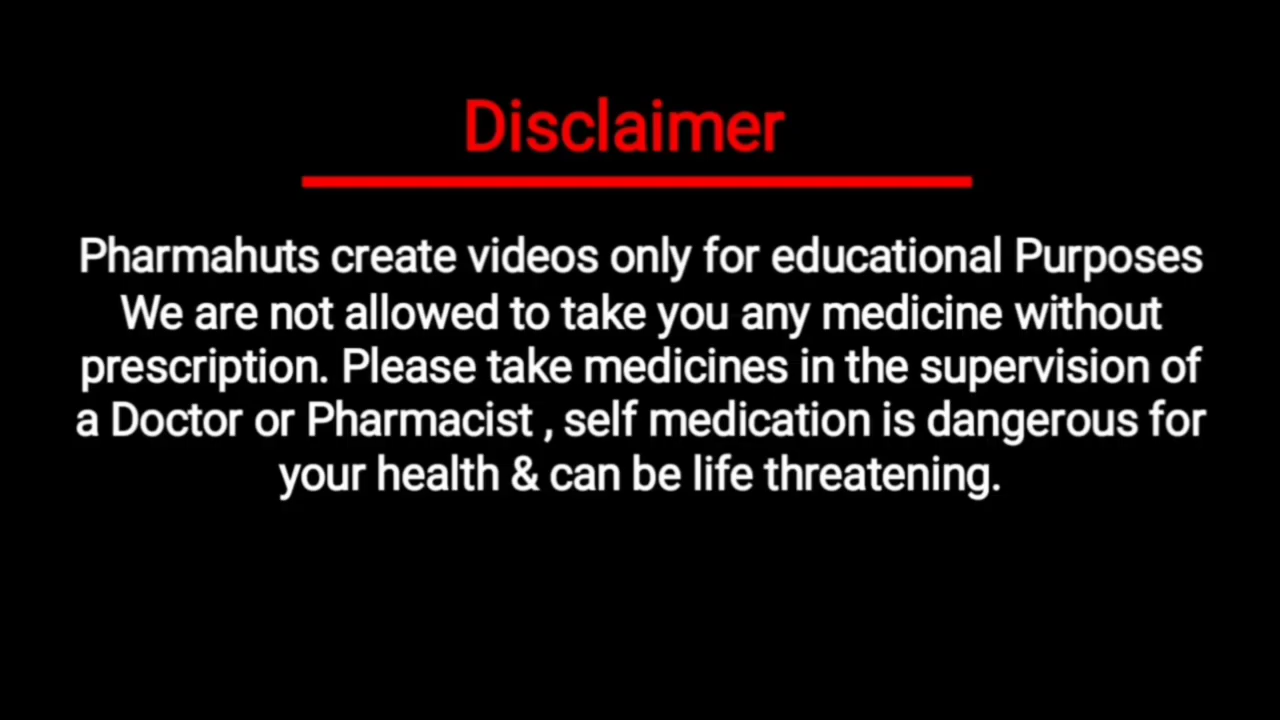 Disclaimer
Pharmahuts create videos only for educational Purposes
We are not allowed to take you any medicine without
prescription. Please take medicines in the supervision of
a Doctor or Pharmacist , self medication is dangerous for
your health & can be life threatening.